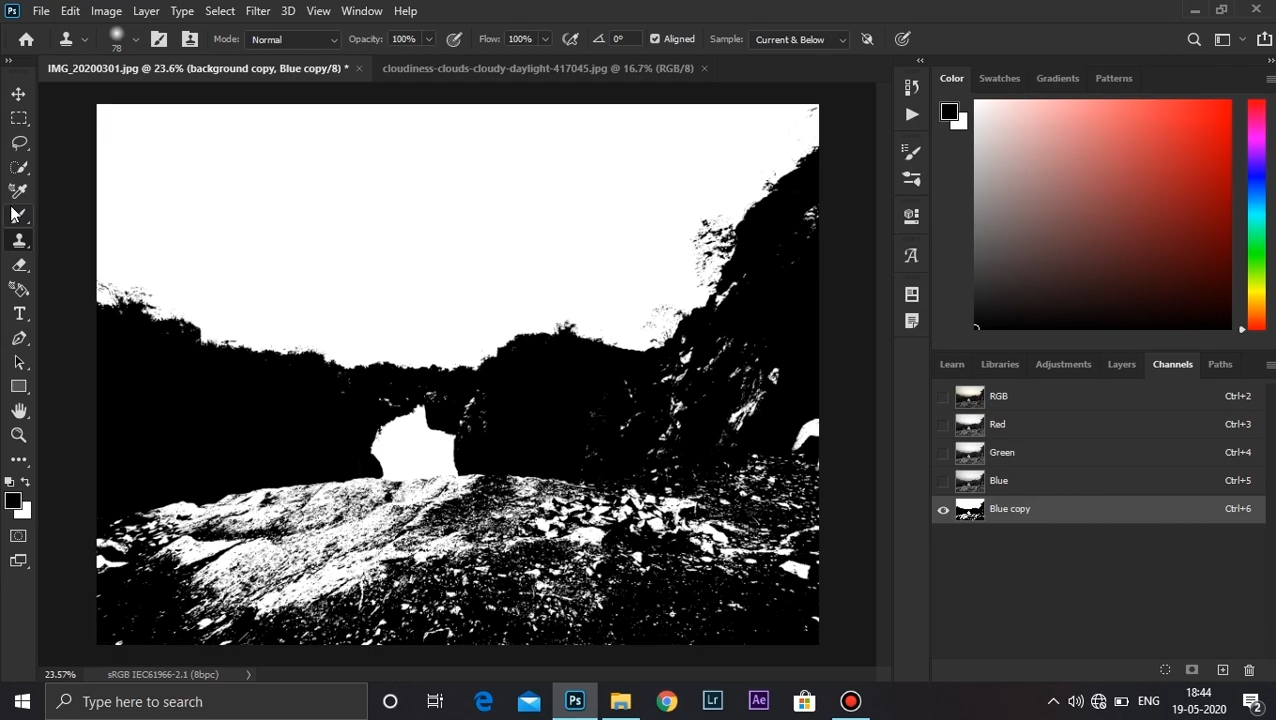 Ps File Edit Image Layer Type Select Filter 3D View Window Help
78 Mode: Normal Opacity: 100% Flow: 100% 0° Aligned Sample: Current & Below
IMG_20200301.jpg @ 23.6% (background copy, Blue copy/8) * × cloudiness-clouds-cloudy-daylight-417045.jpg @ 16.7% (RGB/8) ×
Color Swatches Gradients Patterns
Learn Libraries Adjustments Layers Channels Paths
RGB Ctrl+2
Red Ctrl+3
Green Ctrl+4
Blue Ctrl+5
Blue copy Ctrl+6
23.57% sRGB IEC61966-2.1 (8bpc)
Type here to search
Ps
Lr
Ae
ENG
18:44
19-05-2020
2